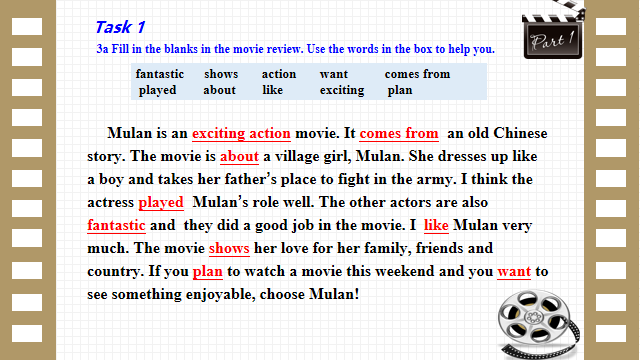 Task 1
Part 1
3a Fill in the blanks in the movie review. Use the words in the box to help you.
fantastic shows action want comes from
played about like exciting plan
Mulan is an exciting action movie. It comes from an old Chinese
story. The movie is about a village girl, Mulan. She dresses up like
a boy and takes her father's place to fight in the army. I think the
actress played Mulan's role well. The other actors are also
fantastic and they did a good job in the movie. I like Mulan very
much. The movie shows her love for her family, friends and
country. If you plan to watch a movie this weekend and you want to
see something enjoyable, choose Mulan!